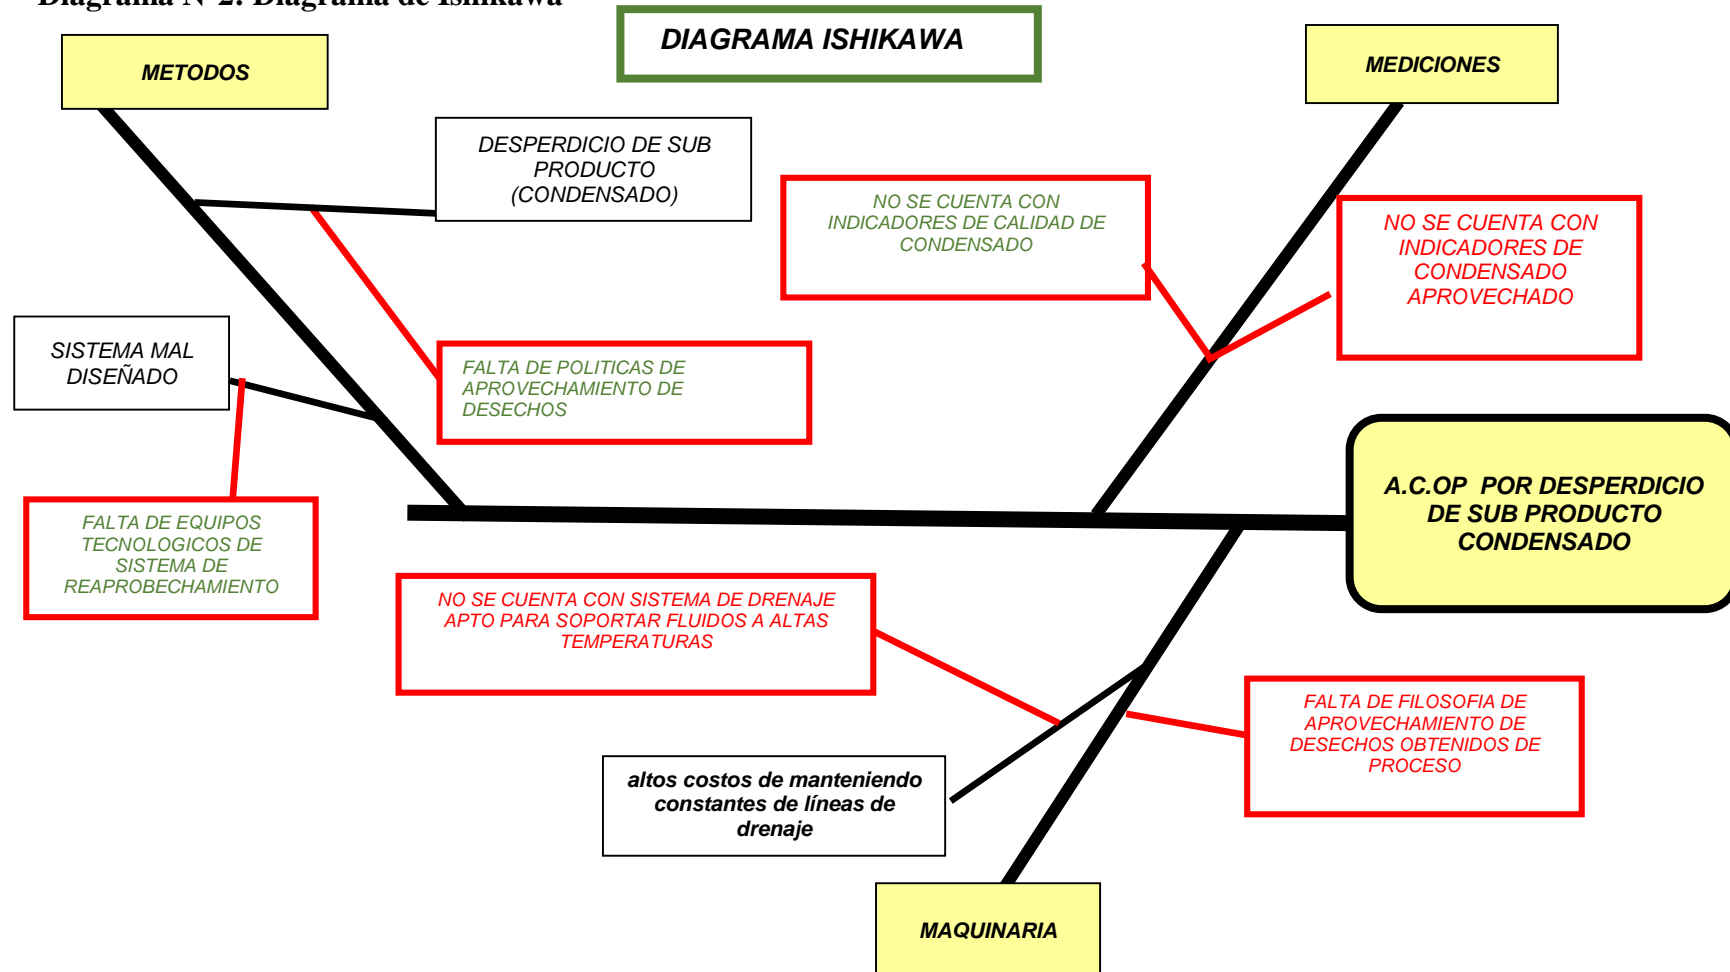 Diagrama N°2: Diagrama de Ishikawa
DIAGRAMA ISHIKAWA
METODOS
MEDICIONES
DESPERDICIO DE SUB
PRODUCTO
(CONDENSADO)
NO SE CUENTA CON
INDICADORES DE CALIDAD DE
CONDENSADO
NO SE CUENTA CON
INDICADORES DE
CONDENSADO
APROVECHADO
SISTEMA MAL
DISEÑADO
FALTA DE POLITICAS DE
APROVECHAMIENTO DE
DESECHOS
A.C.OP POR DESPERDICIO
DE SUB PRODUCTO
CONDENSADO
FALTA DE EQUIPOS
TECNOLOGICOS DE
SISTEMA DE
REAPROBECHAMIENTO
NO SE CUENTA CON SISTEMA DE DRENAJE
APTO PARA SOPORTAR FLUIDOS A ALTAS
TEMPERATURAS
FALTA DE FILOSOFIA DE
APROVECHAMIENTO DE
DESECHOS OBTENIDOS DE
PROCESO
altos costos de manteniendo
constantes de líneas de
drenaje
MAQUINARIA